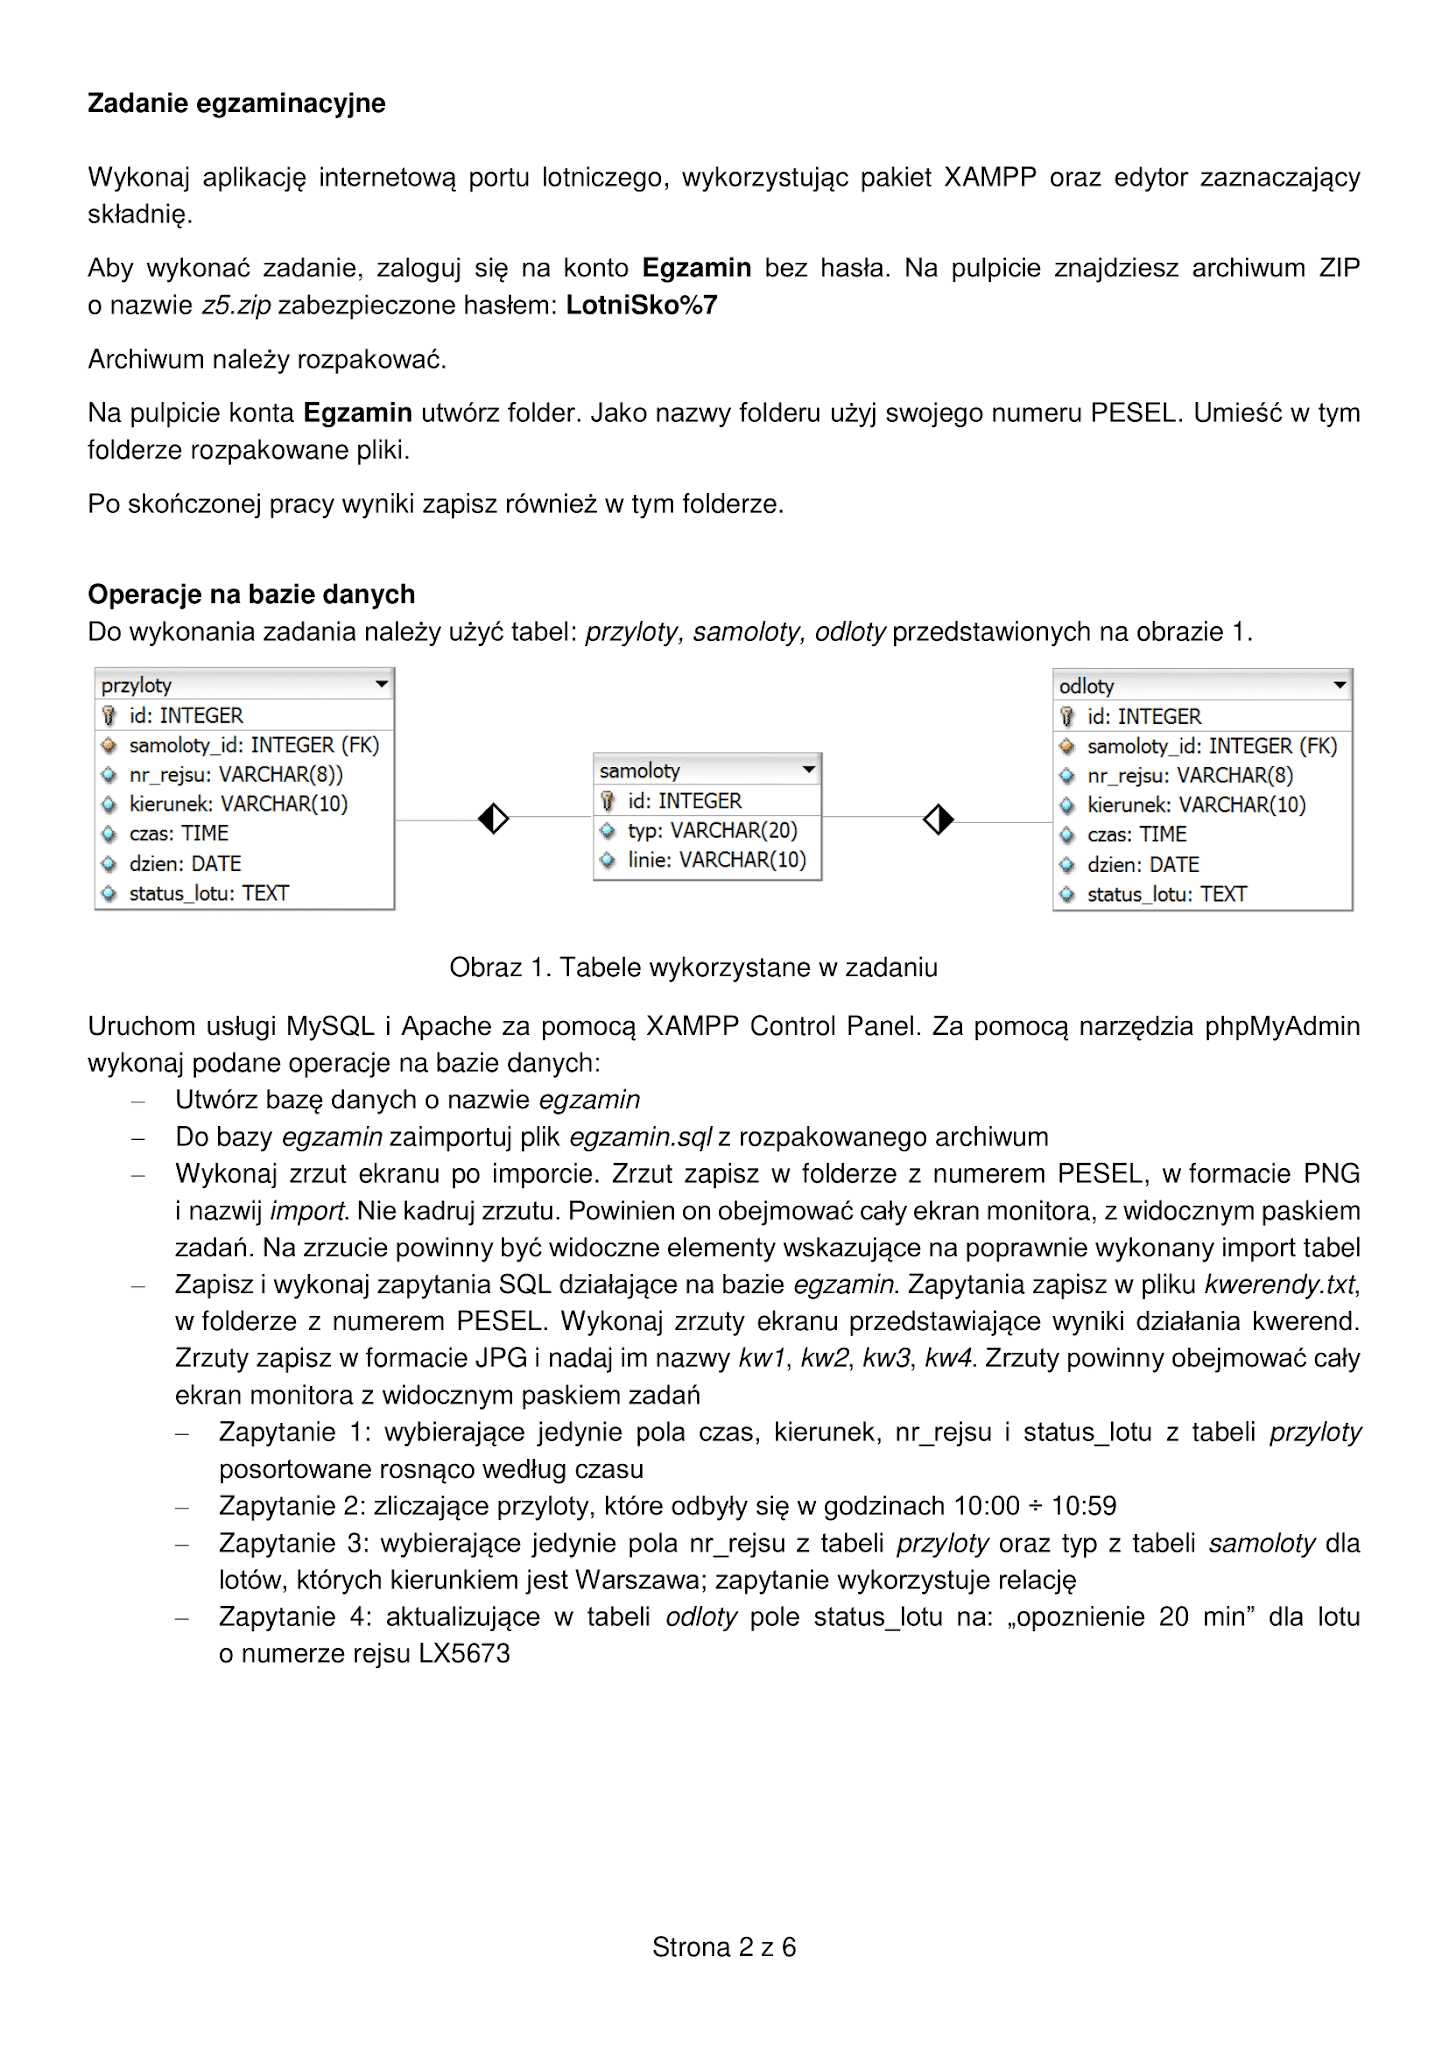 Zadanie egzaminacyjne
Wykonaj aplikację internetową portu lotniczego, wykorzystując pakiet XAMPP oraz edytor zaznaczający
składnię.
Aby wykonać zadanie, zaloguj się na konto Egzamin bez hasła. Na pulpicie znajdziesz archiwum ZIP
o nazwie z5.zip zabezpieczone hasłem: LotniSko%7
Archiwum należy rozpakować.
Na pulpicie konta Egzamin utwórz folder. Jako nazwy folderu użyj swojego numeru PESEL. Umieść w tym
folderze rozpakowane pliki.
Po skończonej pracy wyniki zapisz również w tym folderze.
Operacje na bazie danych
Do wykonania zadania należy użyć tabel: przyloty, samoloty, odloty przedstawionych na obrazie 1.
przyloty
id: INTEGER
samoloty_id: INTEGER (FK)
nr_rejsu: VARCHAR(8))
kierunek: VARCHAR(10)
czas: TIME
dzien: DATE
status_lotu: TEXT
samoloty
id: INTEGER
typ: VARCHAR(20)
linie: VARCHAR(10)
odloty
id: INTEGER
samoloty_id: INTEGER (FK)
nr_rejsu: VARCHAR(8)
kierunek: VARCHAR(10)
czas: TIME
dzien: DATE
status_lotu: TEXT
Obraz 1. Tabele wykorzystane w zadaniu
Uruchom usługi MySQL i Apache za pomocą XAMPP Control Panel. Za pomocą narzędzia phpMyAdmin
wykonaj podane operacje na bazie danych:
– Utwórz bazę danych o nazwie egzamin
– Do bazy egzamin zaimportuj plik egzamin.sql z rozpakowanego archiwum
– Wykonaj zrzut ekranu po imporcie. Zrzut zapisz w folderze z numerem PESEL, w formacie PNG
i nazwij import. Nie kadruj zrzutu. Powinien on obejmować cały ekran monitora, z widocznym paskiem
zadań. Na zrzucie powinny być widoczne elementy wskazujące na poprawnie wykonany import tabel
– Zapisz i wykonaj zapytania SQL działające na bazie egzamin. Zapytania zapisz w pliku kwerendy.txt,
w folderze z numerem PESEL. Wykonaj zrzuty ekranu przedstawiające wyniki działania kwerend.
Zrzuty zapisz w formacie JPG i nadaj im nazwy kw1, kw2, kw3, kw4. Zrzuty powinny obejmować cały
ekran monitora z widocznym paskiem zadań
– Zapytanie 1: wybierające jedynie pola czas, kierunek, nr_rejsu i status_lotu z tabeli przyloty
posortowane rosnąco według czasu
– Zapytanie 2: zliczające przyloty, które odbyły się w godzinach 10:00 ÷ 10:59
– Zapytanie 3: wybierające jedynie pola nr_rejsu z tabeli przyloty oraz typ z tabeli samoloty dla
lotów, których kierunkiem jest Warszawa; zapytanie wykorzystuje relację
– Zapytanie 4: aktualizujące w tabeli odloty pole status_lotu na: „opoznienie 20 min” dla lotu
o numerze rejsu LX5673
Strona 2 z 6